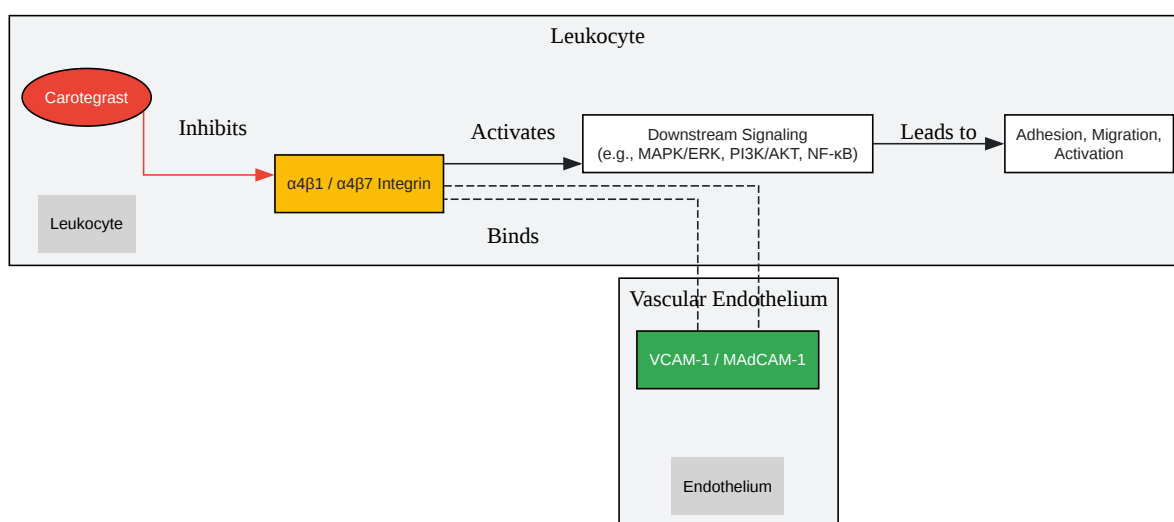 Leukocyte
Carotegrast
Inhibits
Activates
Downstream Signaling
(e.g., MAPK/ERK, PI3K/AKT, NF-κB)
Leads to
Adhesion, Migration,
Activation
α4β1 / α4β7 Integrin
Leukocyte
Binds
Vascular Endothelium
VCAM-1 / MAdCAM-1
Endothelium